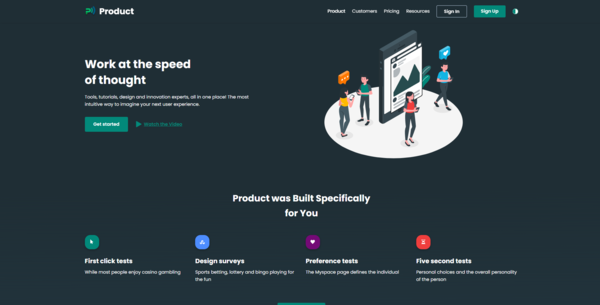 Product
Product Customers Pricing Resources Sign In Sign Up
Work at the speed
of thought
Tools, tutorials, design and innovation experts, all in one place! The most
intuitive way to imagine your next user experience.
Get started Watch the Video
Product was Built Specifically
for You
First click tests
While most people enjoy casino gambling
Design surveys
Sports betting, lottery and bingo playing for
the fun
Preference tests
The Myspace page defines the individual
Five second tests
Personal choices and the overall personality
of the person